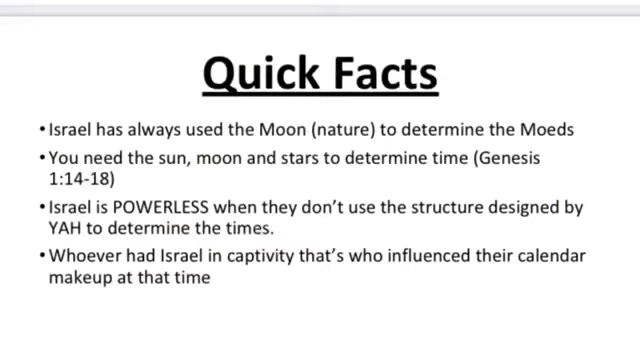 Quick Facts
• Israel has always used the Moon (nature) to determine the Moeds
• You need the sun, moon and stars to determine time (Genesis
1:14-18)
• Israel is POWERLESS when they don't use the structure designed by
YAH to determine the times.
• Whoever had Israel in captivity that's who influenced their calendar
makeup at that time